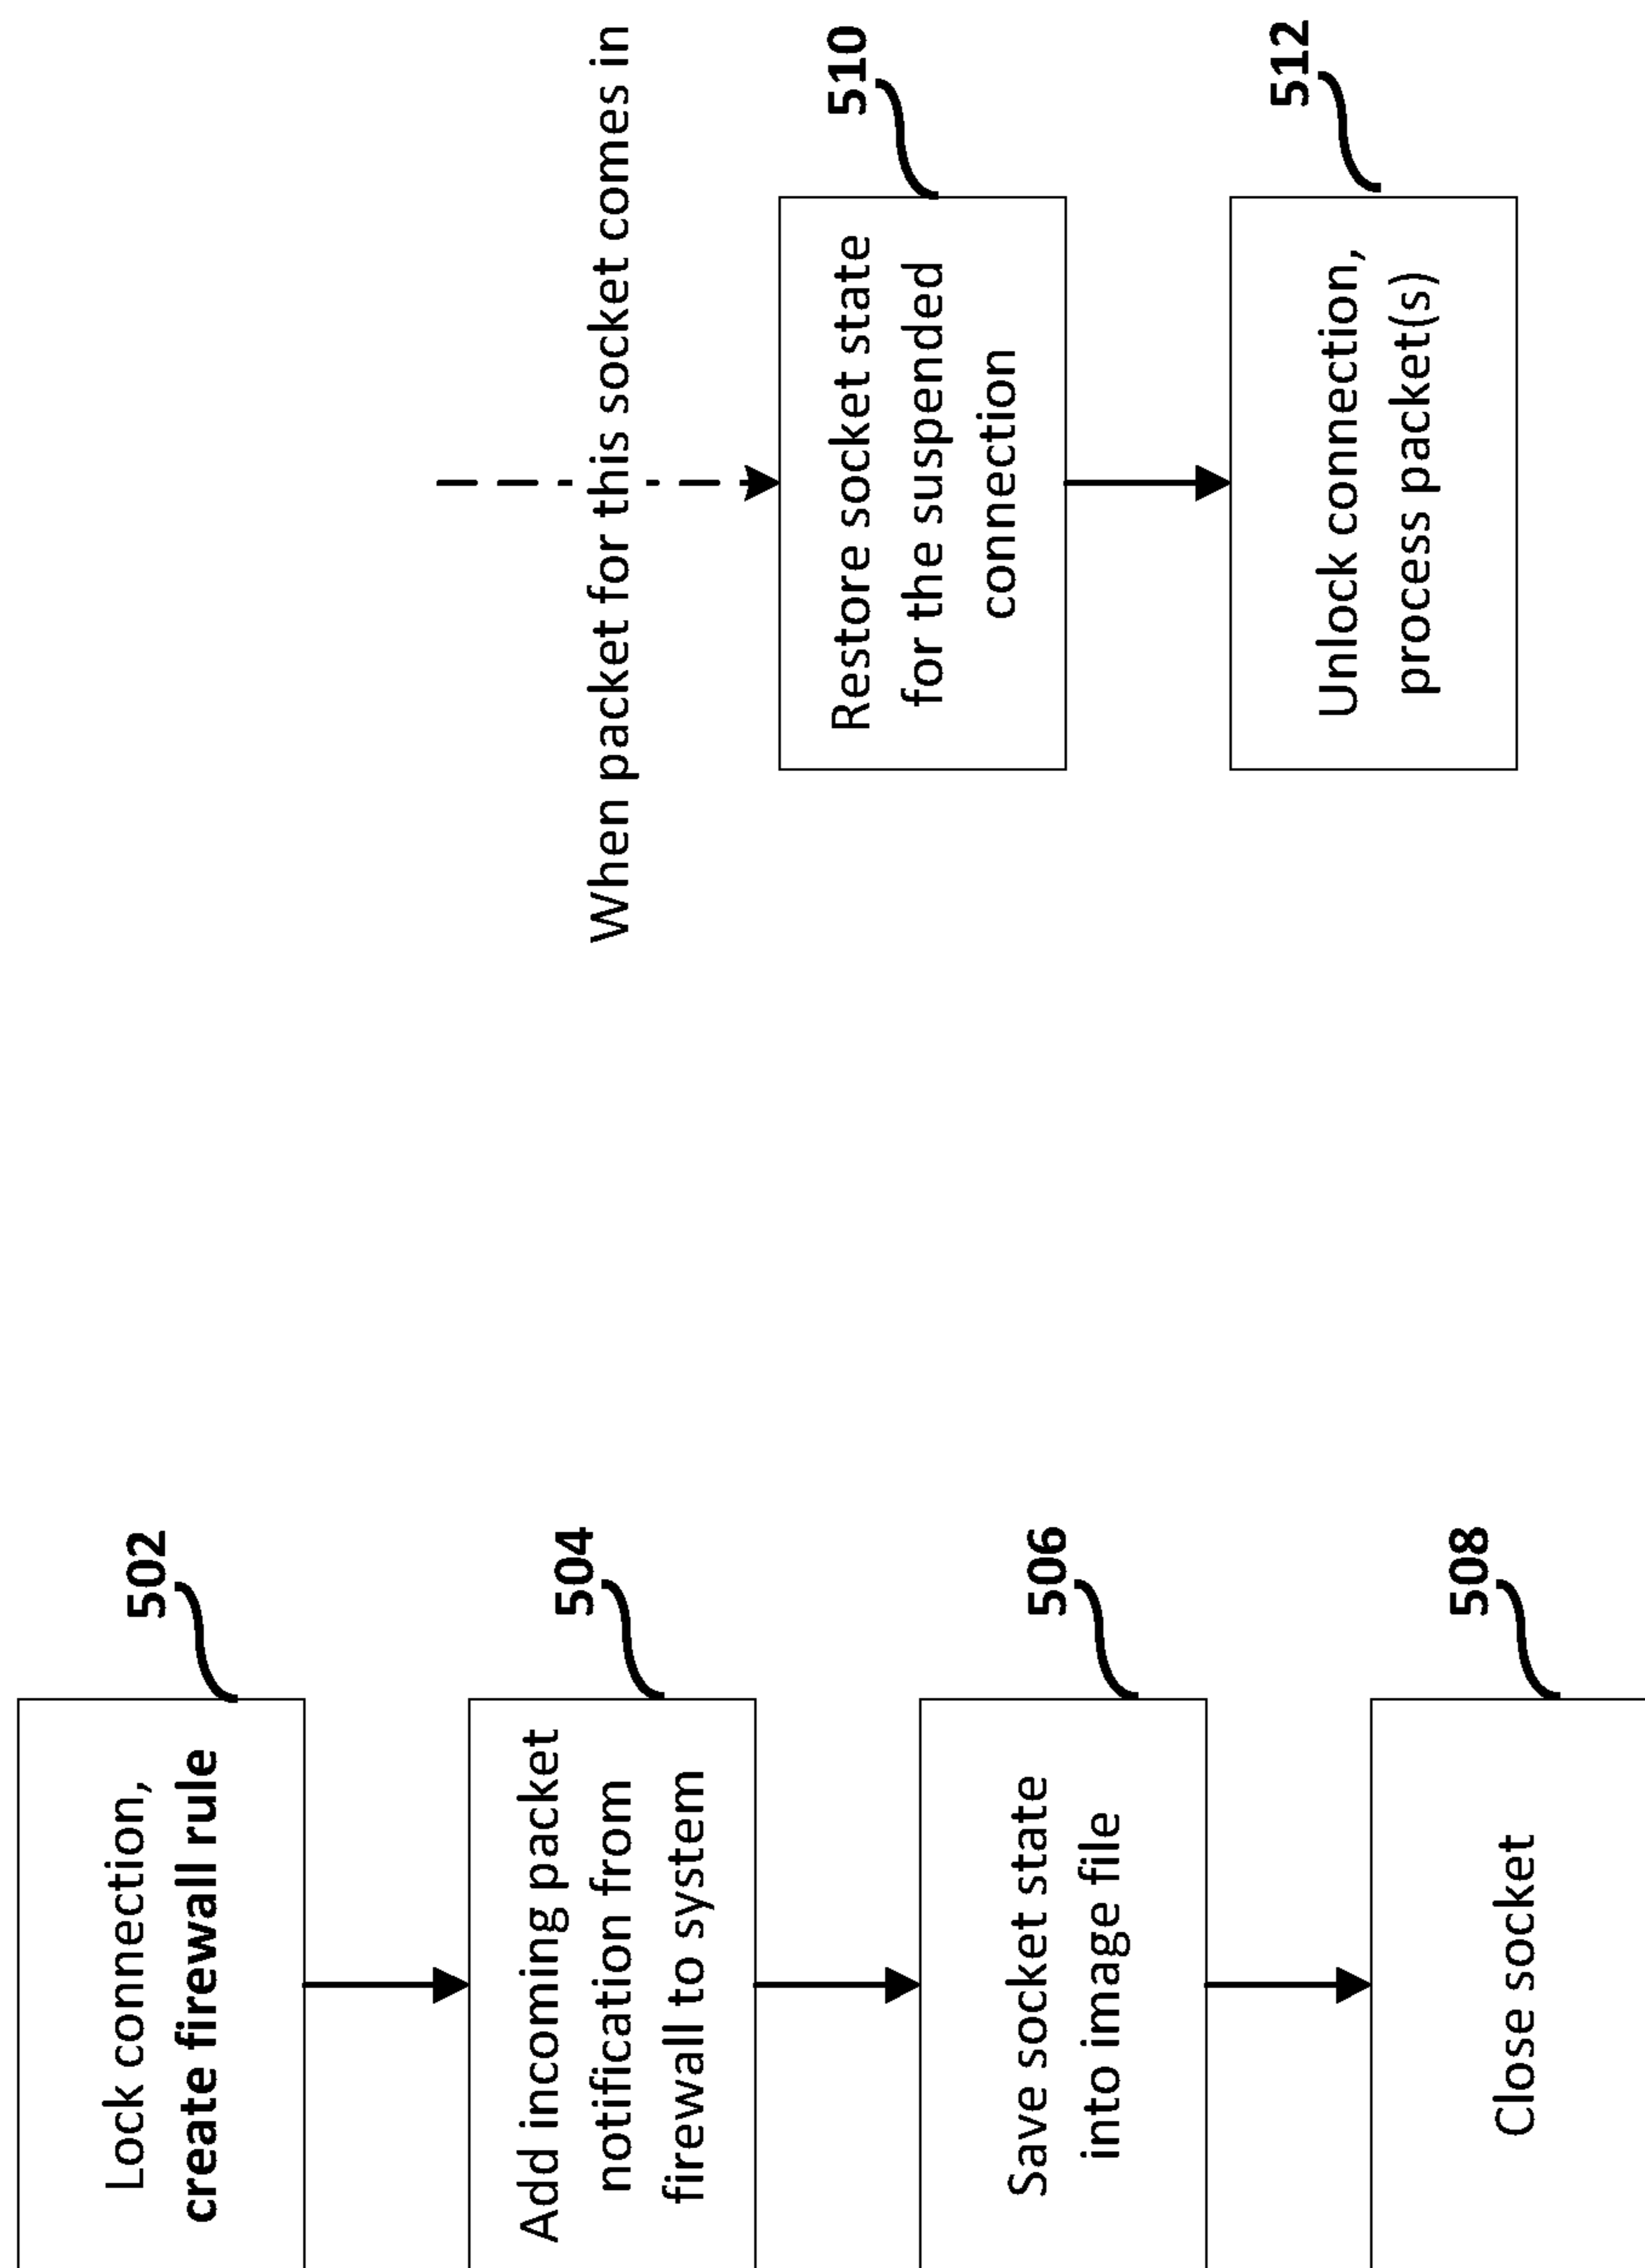 Lock connection,
create firewall rule
502
Add incoming packet
notification from
firewall to system
504
Save socket state
into image file
506
Close socket
508
When packet for this socket comes in
Restore socket state
for the suspended
connection
510
Unlock connection,
process packet(s)
512